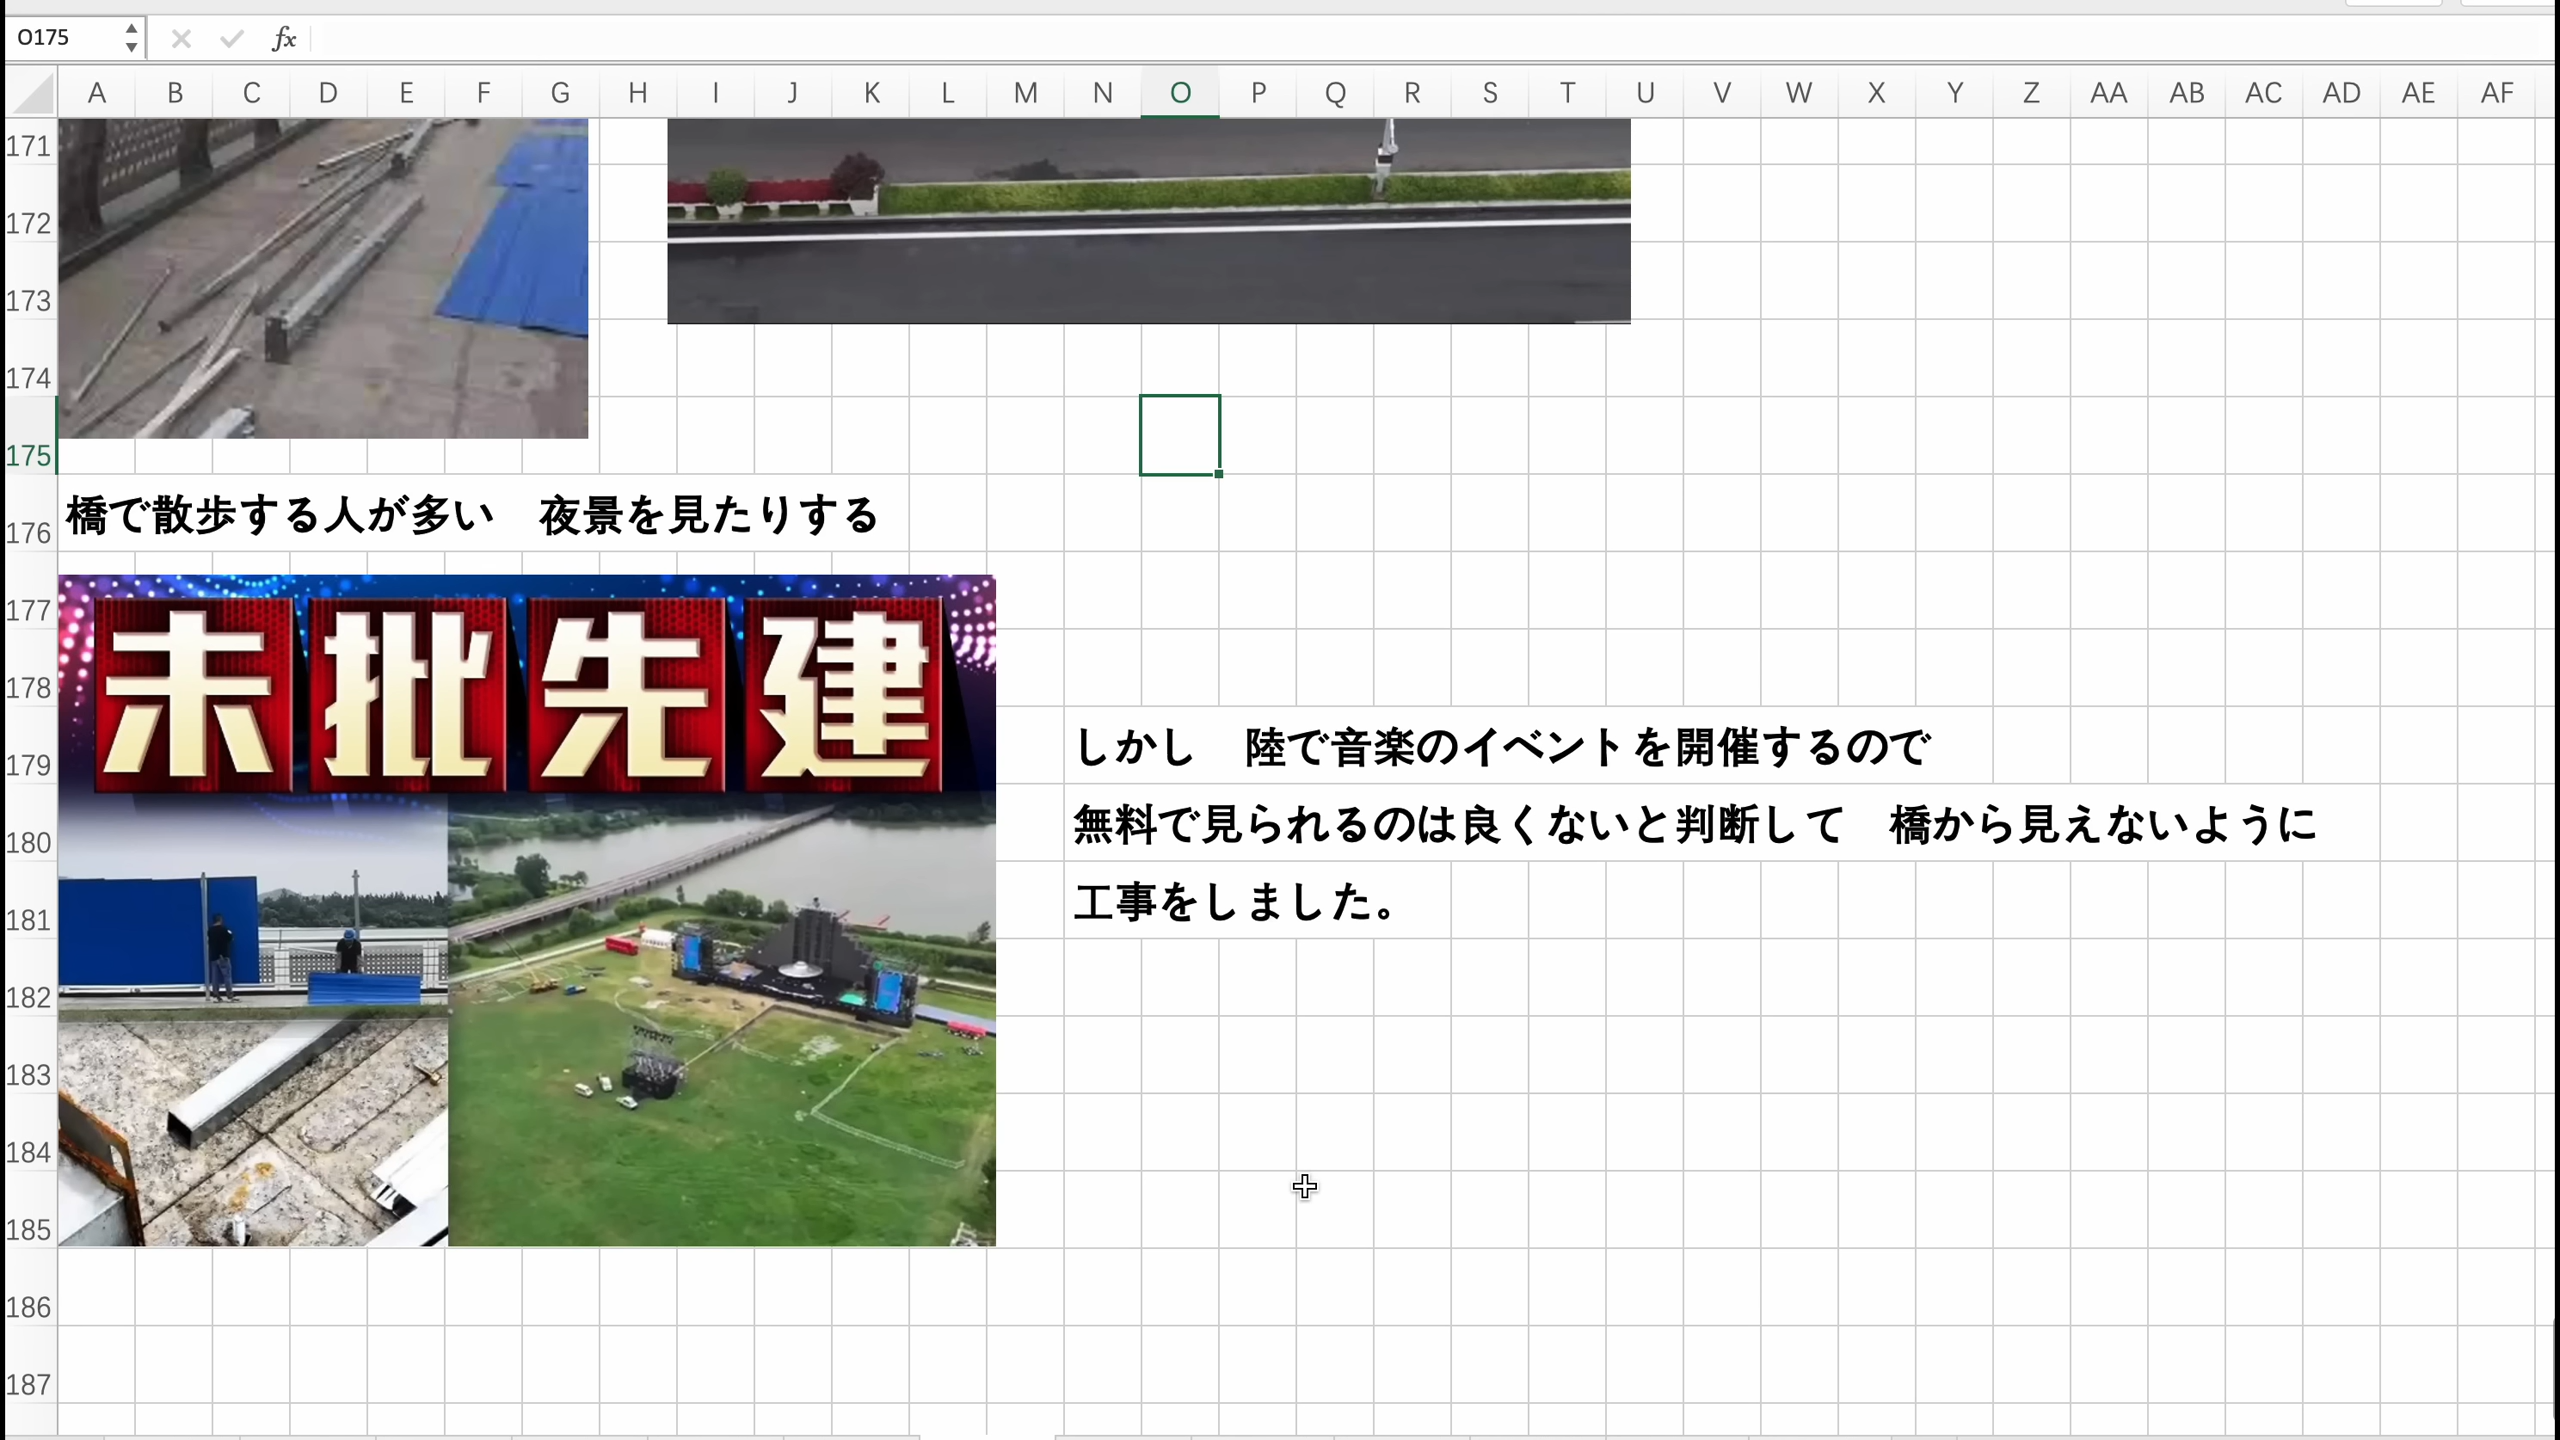 O175
fx
A B C D E F G H I J K L M N O P Q R S T U V W X Y Z AA AB AC AD AE AF
171
172
173
174
175
176
橋で散歩する人が多い　夜景を見たりする
177
未批先建
178
179
しかし　陸で音楽のイベントを開催するので
180
無料で見られるのは良くないと判断して　橋から見えないように
181
工事をしました。
182
183
184
185
186
187